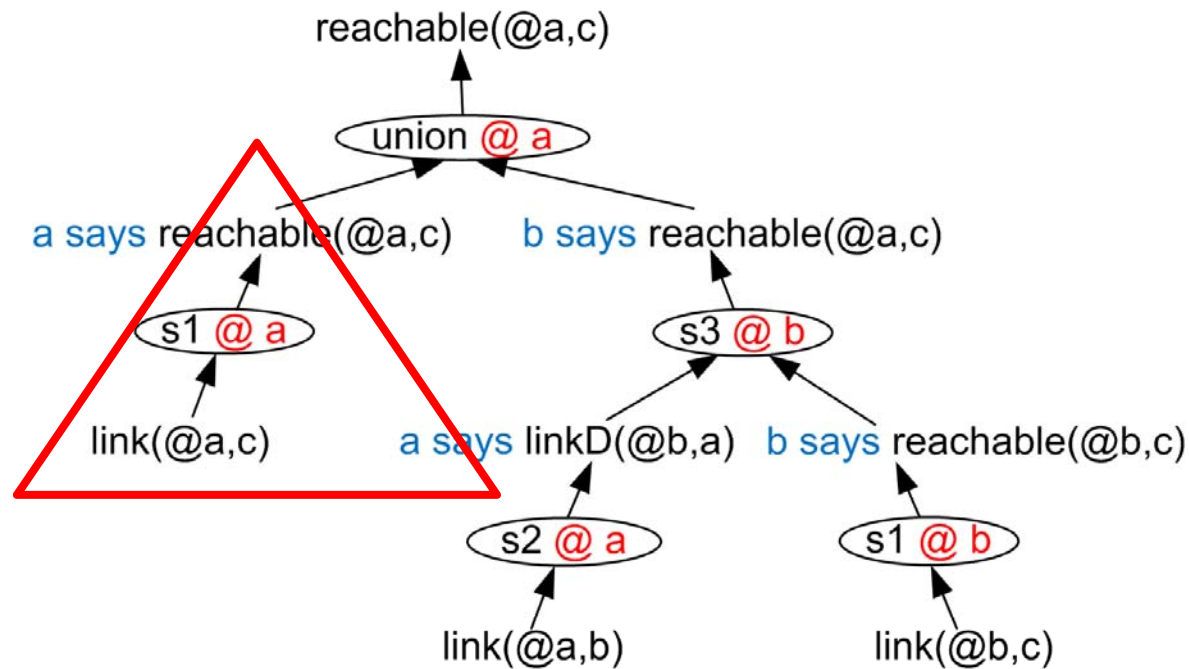 reachable(@a,c)
union @ a
a says reachable(@a,c)
b says reachable(@a,c)
s1 @ a
s3 @ b
link(@a,c)
a says linkD(@b,a)
b says reachable(@b,c)
s2 @ a
s1 @ b
link(@a,b)
link(@b,c)